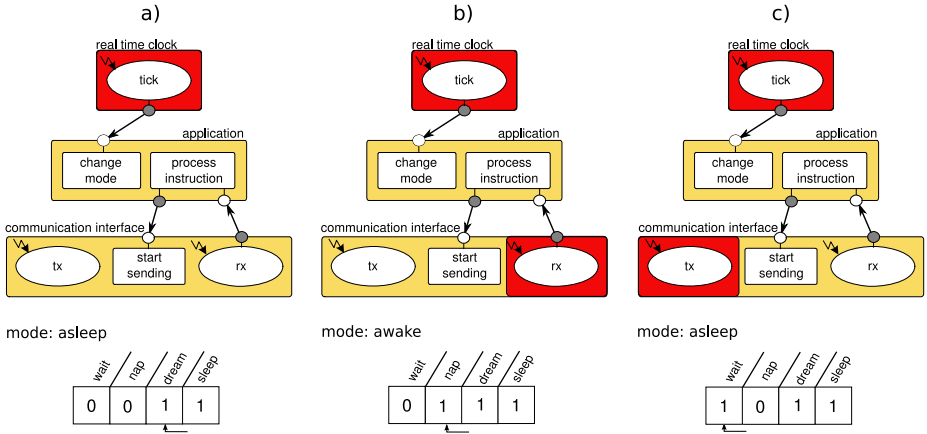 a)
real time clock
tick
application
change
mode
process
instruction
communication interface
tx
start
sending
rx
mode: asleep
wait
nap
dream
sleep
0 0 1 1
b)
real time clock
tick
application
change
mode
process
instruction
communication interface
tx
start
sending
rx
mode: awake
wait
nap
dream
sleep
0 1 1 1
c)
real time clock
tick
application
change
mode
process
instruction
communication interface
tx
start
sending
rx
mode: asleep
wait
nap
dream
sleep
1 0 1 1